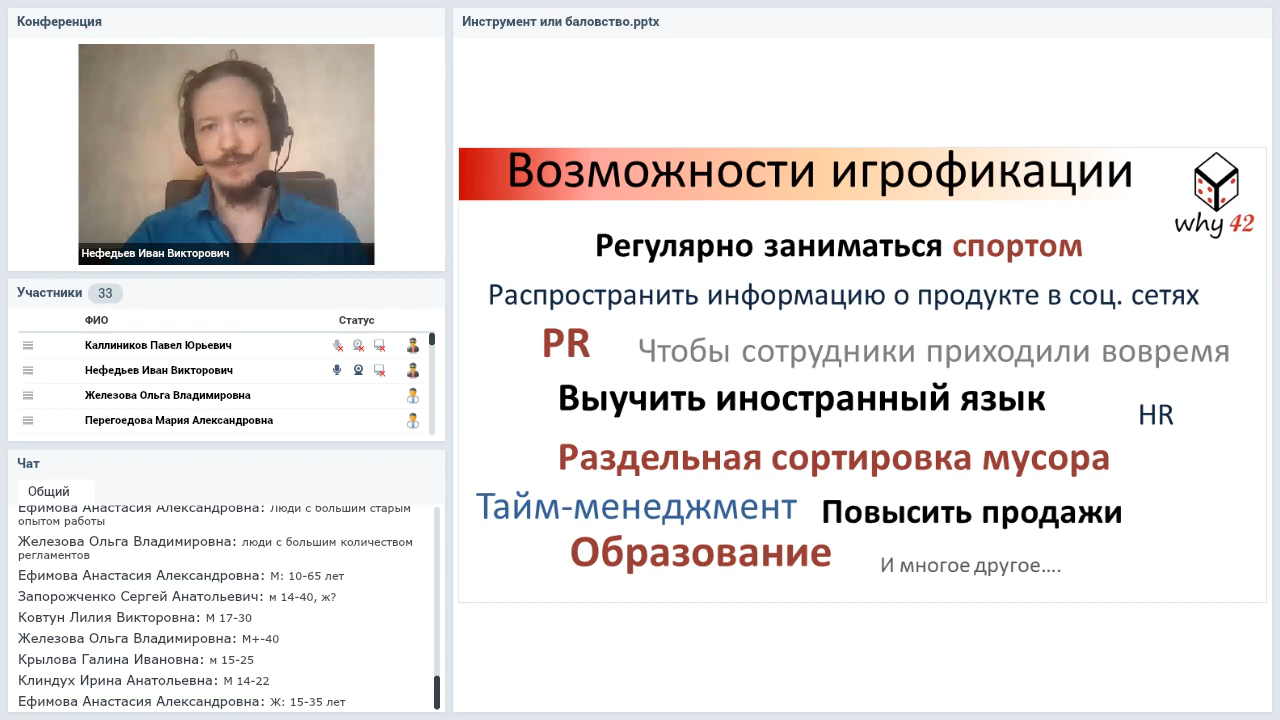 Конференция
Нефедьев Иван Викторович
Участники 33
ФИО Статус
Каллиников Павел Юрьевич
Нефедьев Иван Викторович
Железова Ольга Владимировна
Перегоедова Мария Александровна
Чат
Общий
Ефимова Анастасия Александровна: Люди с большим старым
опытом работы
Железова Ольга Владимировна: люди с большим количеством
регламентов
Ефимова Анастасия Александровна: М: 10-65 лет
Запорожченко Сергей Анатольевич: м 14-40, ж?
Ковтун Лилия Викторовна: М 17-30
Железова Ольга Владимировна: М+-40
Крылова Галина Ивановна: м 15-25
Клиндух Ирина Анатольевна: М 14-22
Ефимова Анастасия Александровна: Ж: 15-35 лет
Инструмент или баловство.pptx
Возможности игрофикации
why 42
Регулярно заниматься спортом
Распространить информацию о продукте в соц. сетях
PR Чтобы сотрудники приходили вовремя
Выучить иностранный язык
HR
Раздельная сортировка мусора
Тайм-менеджмент Повысить продажи
Образование
И многое другое....